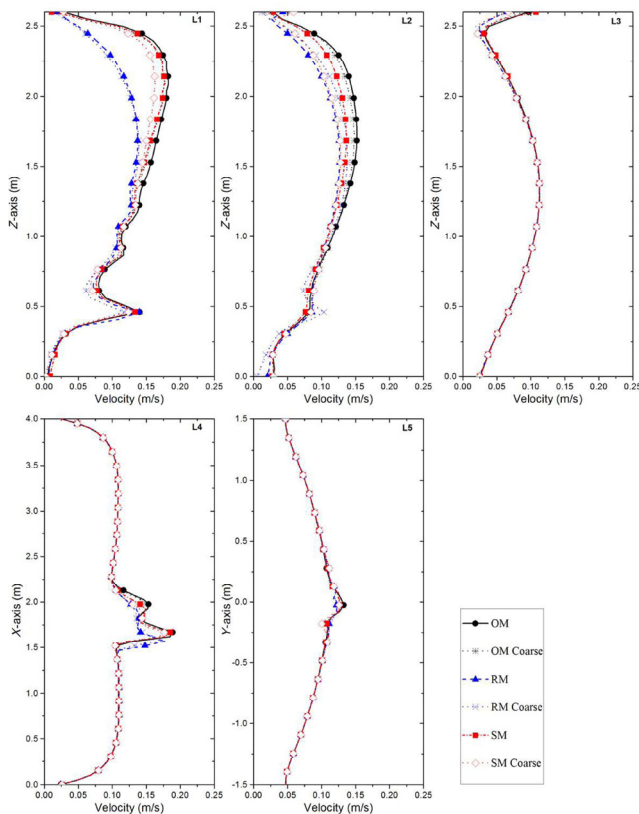 L1
2.5
2.0
1.5
1.0
0.5
0.0
Z-axis (m)
0.00 0.05 0.10 0.15 0.20 0.25
Velocity (m/s)
L2
2.5
2.0
1.5
1.0
0.5
0.0
Z-axis (m)
0.00 0.05 0.10 0.15 0.20 0.25
Velocity (m/s)
L3
2.5
2.0
1.5
1.0
0.5
0.0
Z-axis (m)
0.00 0.05 0.10 0.15 0.20 0.25
Velocity (m/s)
L4
4.0
3.5
3.0
2.5
2.0
1.5
1.0
0.5
0.0
X-axis (m)
0.00 0.05 0.10 0.15 0.20 0.25
Velocity (m/s)
L5
1.5
1.0
0.5
0.0
-0.5
-1.0
-1.5
Y-axis (m)
0.00 0.05 0.10 0.15 0.20 0.25
Velocity (m/s)
OM
OM Coarse
RM
RM Coarse
SM
SM Coarse